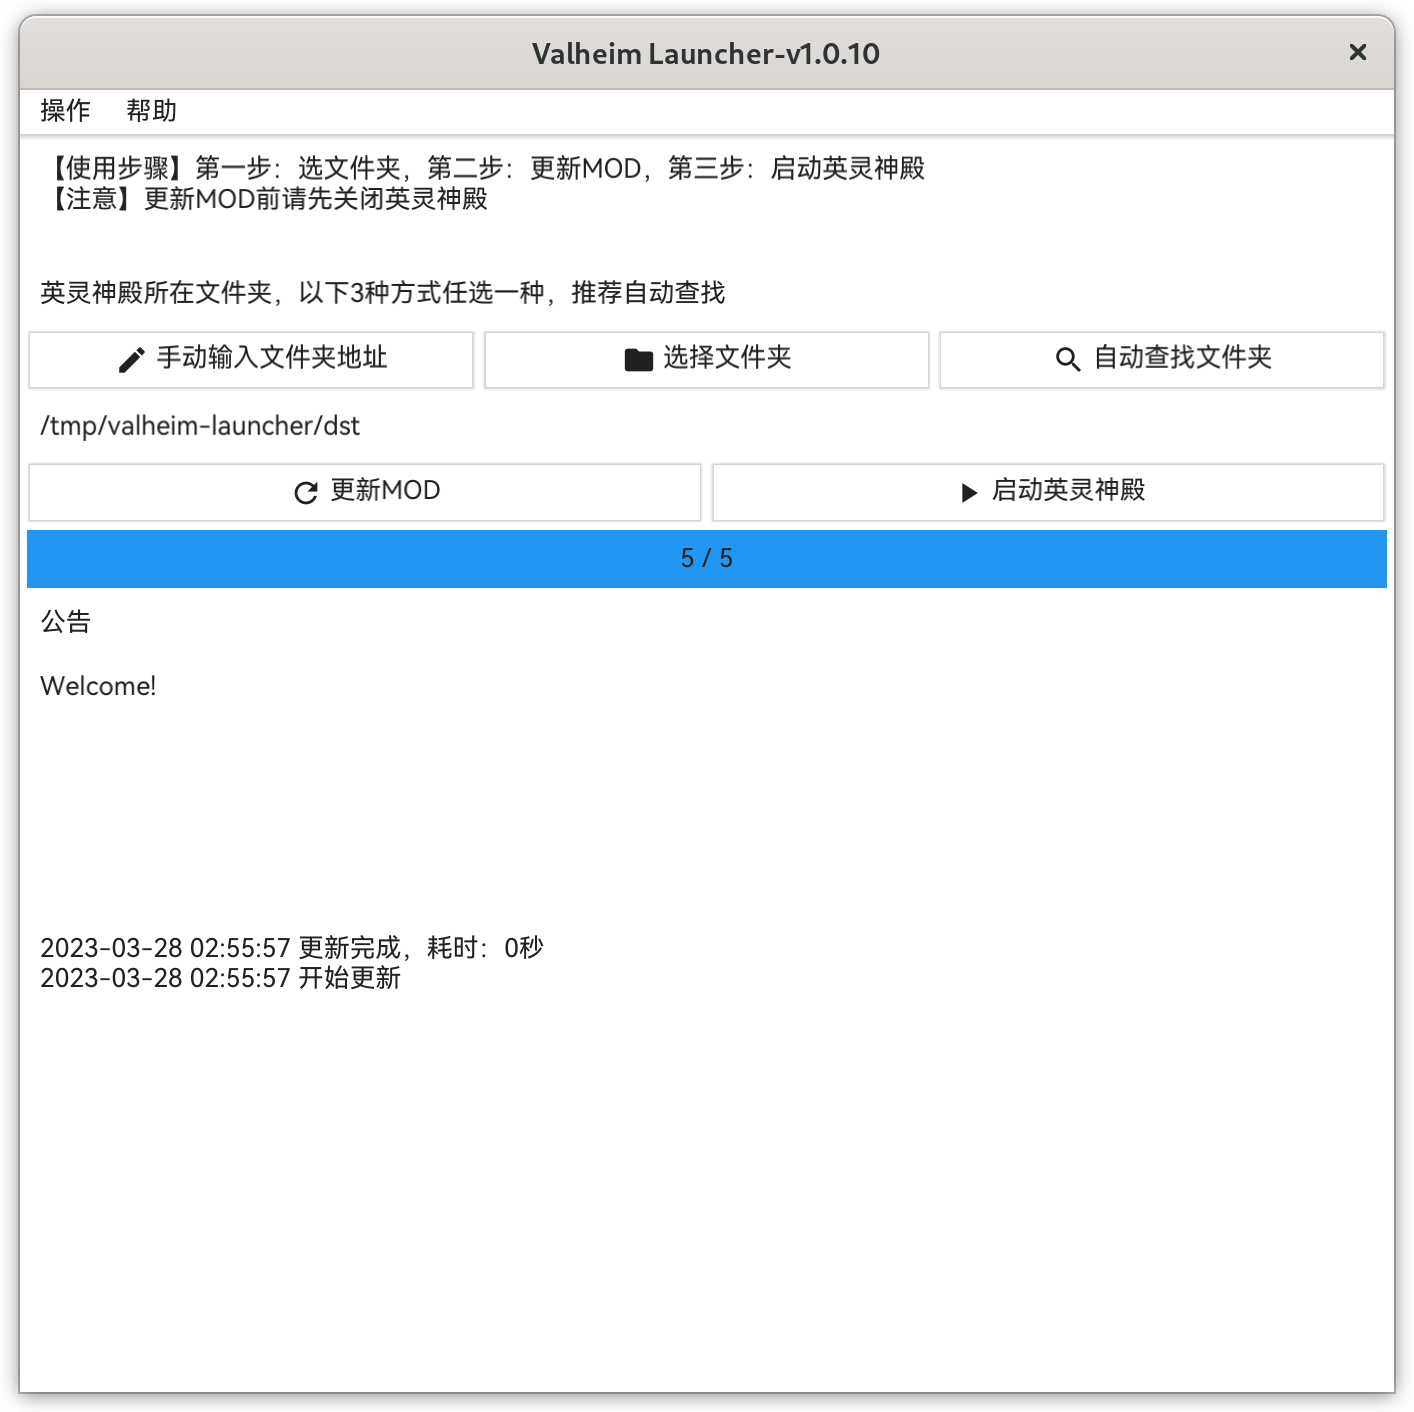 Valheim Launcher-v1.0.10
操作 帮助
【使用步骤】第一步：选文件夹，第二步：更新MOD，第三步：启动英灵神殿
【注意】更新MOD前请先关闭英灵神殿
英灵神殿所在文件夹，以下3种方式任选一种，推荐自动查找
手动输入文件夹地址 选择文件夹 自动查找文件夹
/tmp/valheim-launcher/dst
更新MOD 启动英灵神殿
5 / 5
公告
Welcome!
2023-03-28 02:55:57 更新完成，耗时：0秒
2023-03-28 02:55:57 开始更新